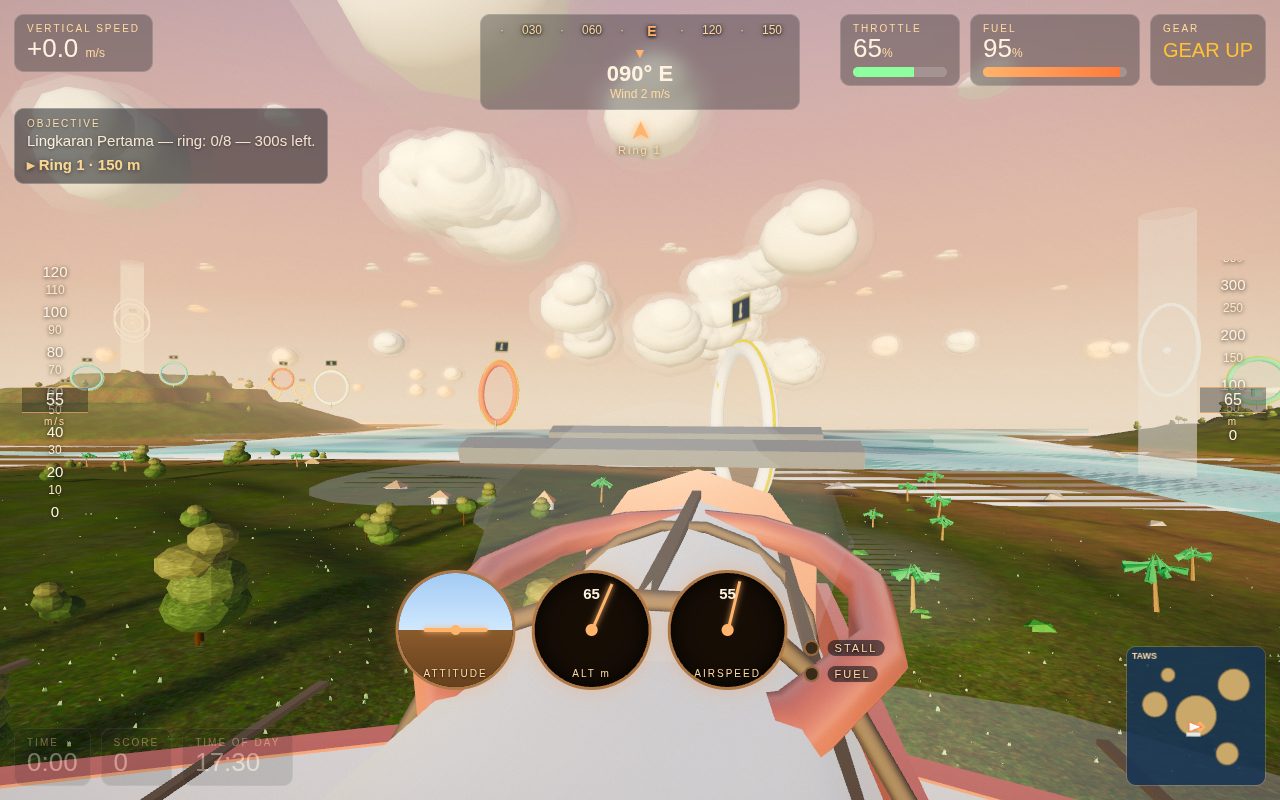 VERTICAL SPEED
+0.0 m/s
OBJECTIVE
Lingkaran Pertama — ring: 0/8 — 300s left.
▸ Ring 1 · 150 m
· 030 · 060 · E · 120 · 150
090° E
Wind 2 m/s
Ring 1
THROTTLE
65%
FUEL
95%
GEAR
GEAR UP
120
110
100
90
80
70
55
50
m/s
40
30
20
10
0
300
250
200
150
100
65
m
0
ATTITUDE
65
ALT m
55
AIRSPEED
STALL
FUEL
TAWS
TIME
0:00
SCORE
0
TIME OF DAY
17:30